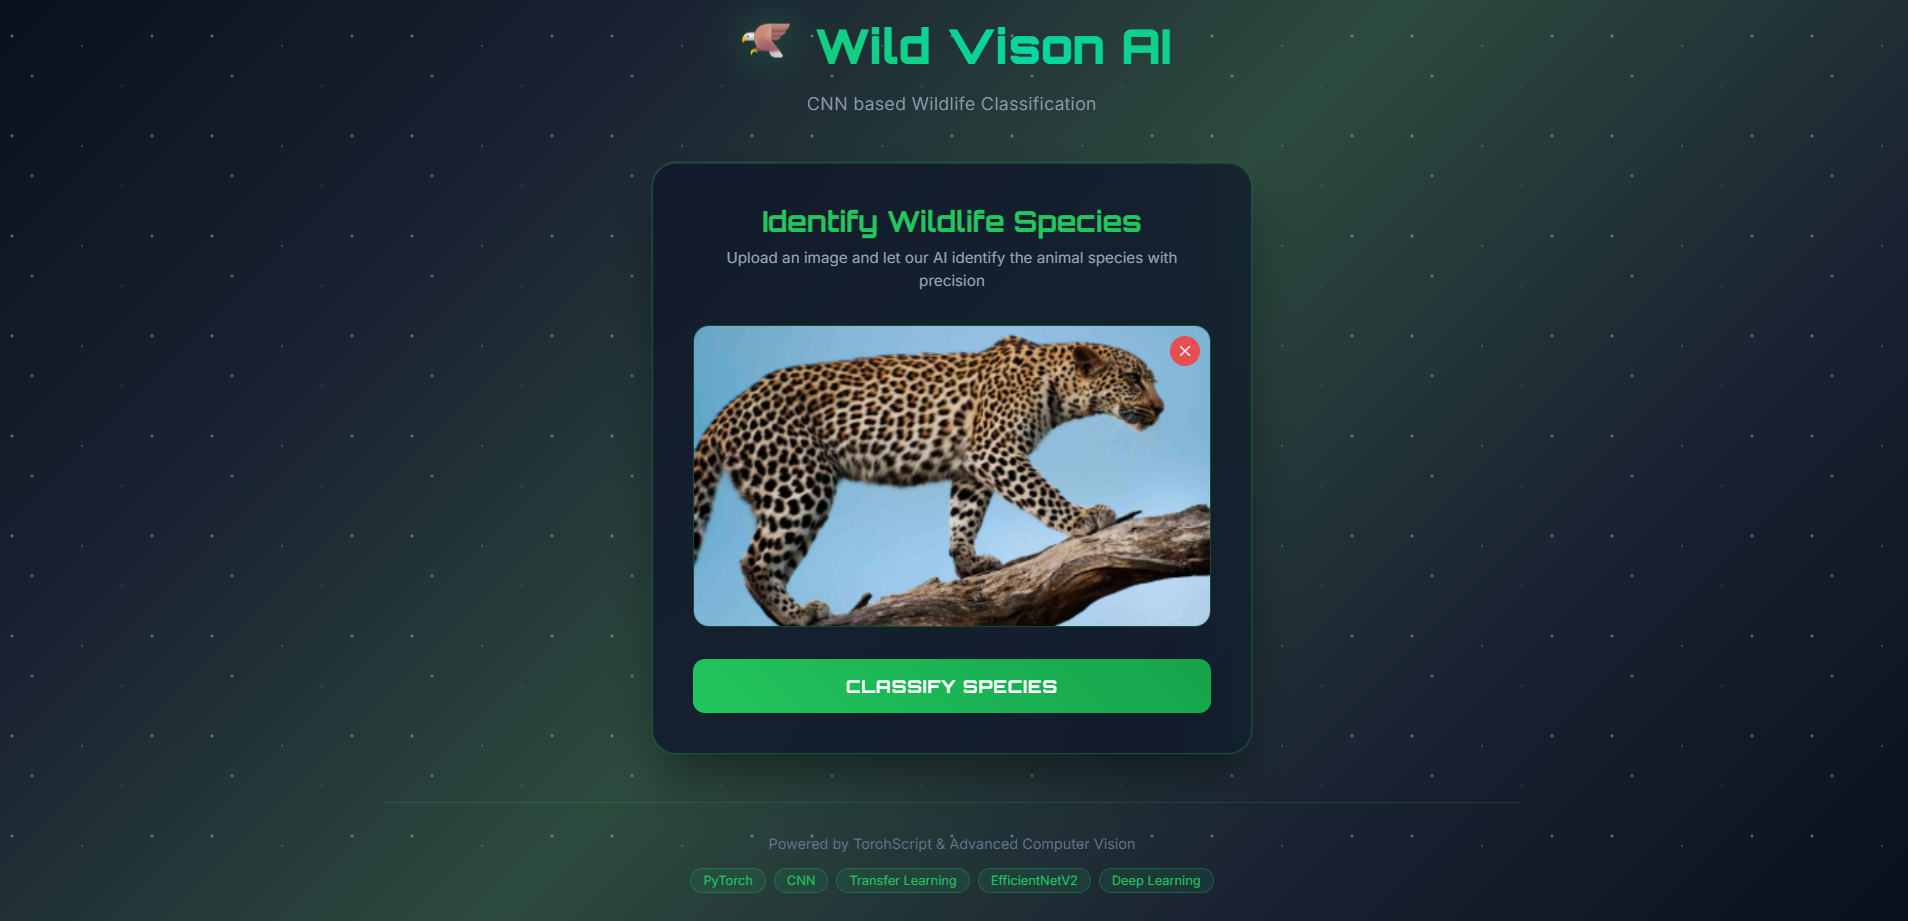 Wild Vison AI
CNN based Wildlife Classification
Identify Wildlife Species
Upload an image and let our AI identify the animal species with
precision
CLASSIFY SPECIES
Powered by TorchScript & Advanced Computer Vision
PyTorch CNN Transfer Learning EfficientNetV2 Deep Learning